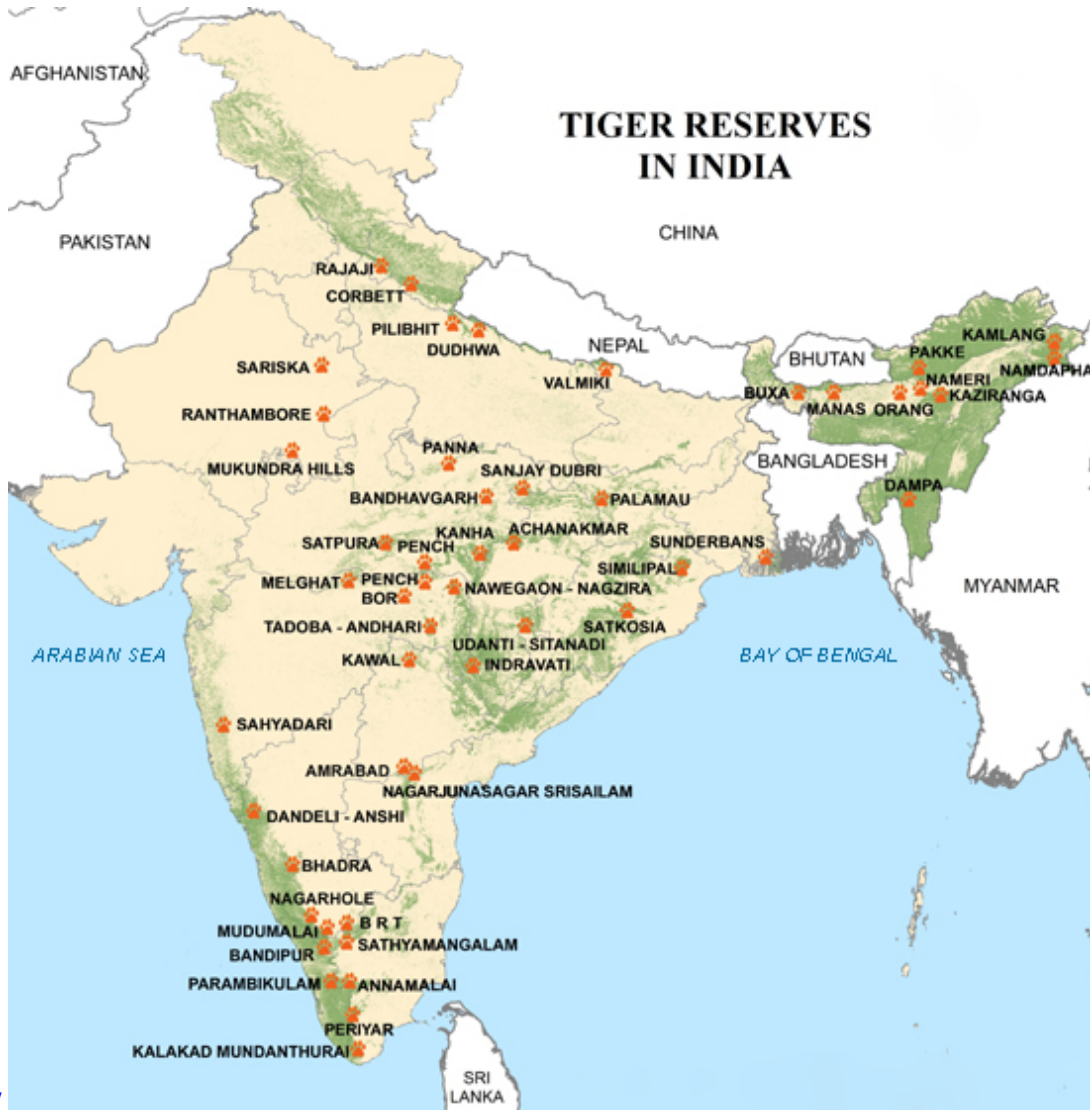 TIGER RESERVES
IN INDIA
AFGHANISTAN
PAKISTAN
CHINA
RAJAJI
CORBETT
PILIBHIT
DUDHWA
NEPAL
VALMIKI
BHUTAN
KAMLANG
PAKKE
NAMDAPHA
NAMERI
BUXA
MANAS
ORANG
KAZIRANGA
SARISKA
RANTHAMBORE
MUKUNDRA HILLS
PANNA
SANJAY DUBRI
BANGLADESH
DAMPA
BANDHAVGARH
PALAMAU
KANHA
ACHANAKMAR
SATPURA
PENCH
SUNDERBANS
SIMILIPAL
MELGHAT
PENCH
BOR
NAWEGAON - NAGZIRA
MYANMAR
SATKOSIA
TADOBA - ANDHARI
UDANTI - SITANADI
ARABIAN SEA
KAWAL
INDRAVATI
BAY OF BENGAL
SAHYADARI
AMRABAD
NAGARJUNASAGAR SRISAILAM
DANDELI - ANSHI
BHADRA
NAGARHOLE
B R T
MUDUMALAI
SATHYAMANGALAM
BANDIPUR
PARAMBIKULAM
ANNAMALAI
PERIYAR
KALAKAD MUNDANTHURAI
SRI
LANKA